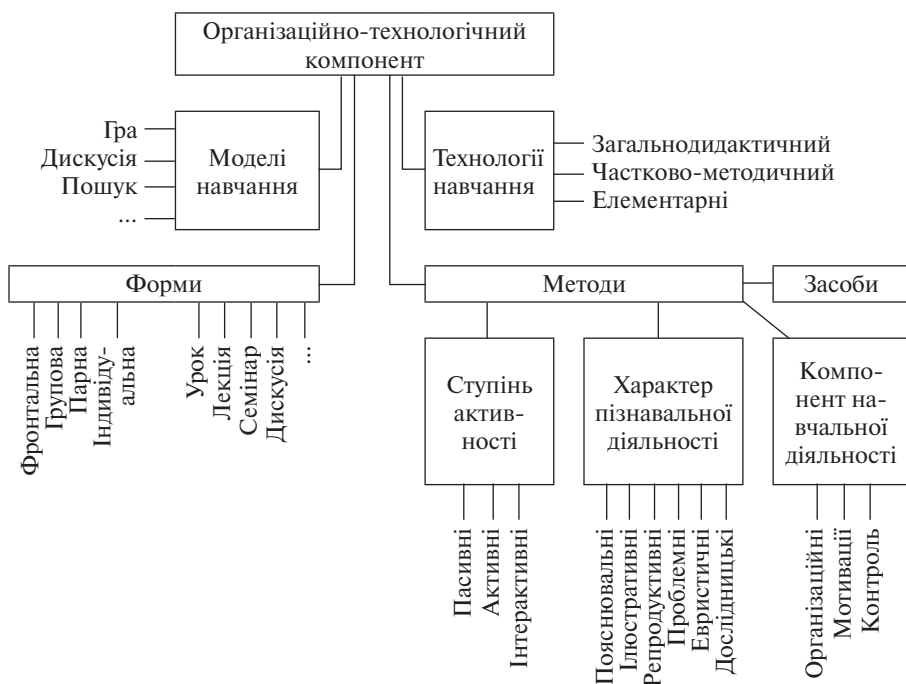 Організаційно-технологічний
компонент
Гра
Дискусія
Пошук
...
Моделі
навчання
Технології
навчання
Загальнодидактичний
Частково-методичний
Елементарні
Форми
Методи
Засоби
Фронтальна
Групова
Парна
Індивіду-
альна
Урок
Лекція
Семінар
Дискусія
...
Ступінь
актив-
ності
Характер
пізнавальної
діяльності
Компо-
нент на-
вчальної
діяльності
Пасивні
Активні
Інтерактивні
Пояснювальні
Ілюстративні
Репродуктивні
Проблемні
Евристичні
Дослідницькі
Організаційні
Мотивації
Контроль